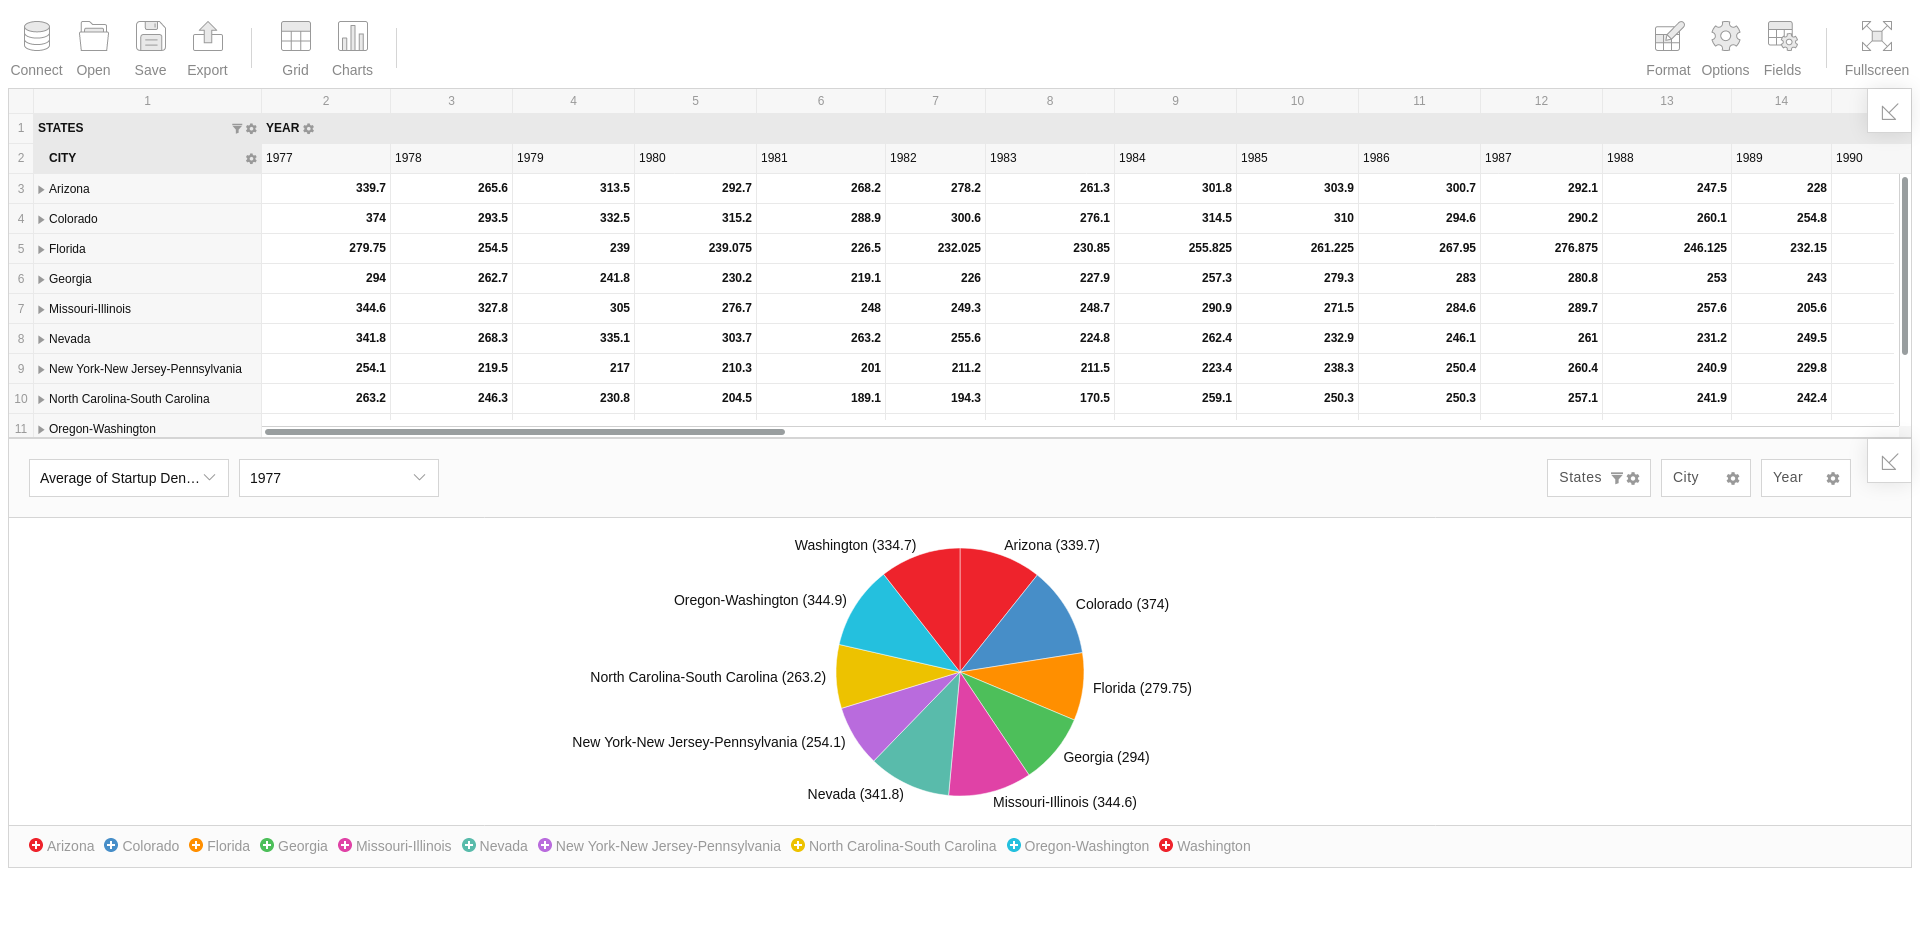 Connect Open Save Export Grid Charts Format Options Fields Fullscreen
1 2 3 4 5 6 7 8 9 10 11 12 13 14
1 STATES YEAR
2 CITY 1977 1978 1979 1980 1981 1982 1983 1984 1985 1986 1987 1988 1989 1990
3 Arizona 339.7 265.6 313.5 292.7 268.2 278.2 261.3 301.8 303.9 300.7 292.1 247.5 228
4 Colorado 374 293.5 332.5 315.2 288.9 300.6 276.1 314.5 310 294.6 290.2 260.1 254.8
5 Florida 279.75 254.5 239 239.075 226.5 232.025 230.85 255.825 261.225 267.95 276.875 246.125 232.15
6 Georgia 294 262.7 241.8 230.2 219.1 226 227.9 257.3 279.3 283 280.8 253 243
7 Missouri-Illinois 344.6 327.8 305 276.7 248 249.3 248.7 290.9 271.5 284.6 289.7 257.6 205.6
8 Nevada 341.8 268.3 335.1 303.7 263.2 255.6 224.8 262.4 232.9 246.1 261 231.2 249.5
9 New York-New Jersey-Pennsylvania 254.1 219.5 217 210.3 201 211.2 211.5 223.4 238.3 250.4 260.4 240.9 229.8
10 North Carolina-South Carolina 263.2 246.3 230.8 204.5 189.1 194.3 170.5 259.1 250.3 250.3 257.1 241.9 242.4
11 Oregon-Washington
Average of Startup Den... 1977 States City Year
Washington (334.7) Arizona (339.7)
Oregon-Washington (344.9) Colorado (374)
North Carolina-South Carolina (263.2) Florida (279.75)
New York-New Jersey-Pennsylvania (254.1) Georgia (294)
Nevada (341.8) Missouri-Illinois (344.6)
Arizona Colorado Florida Georgia Missouri-Illinois Nevada New York-New Jersey-Pennsylvania North Carolina-South Carolina Oregon-Washington Washington